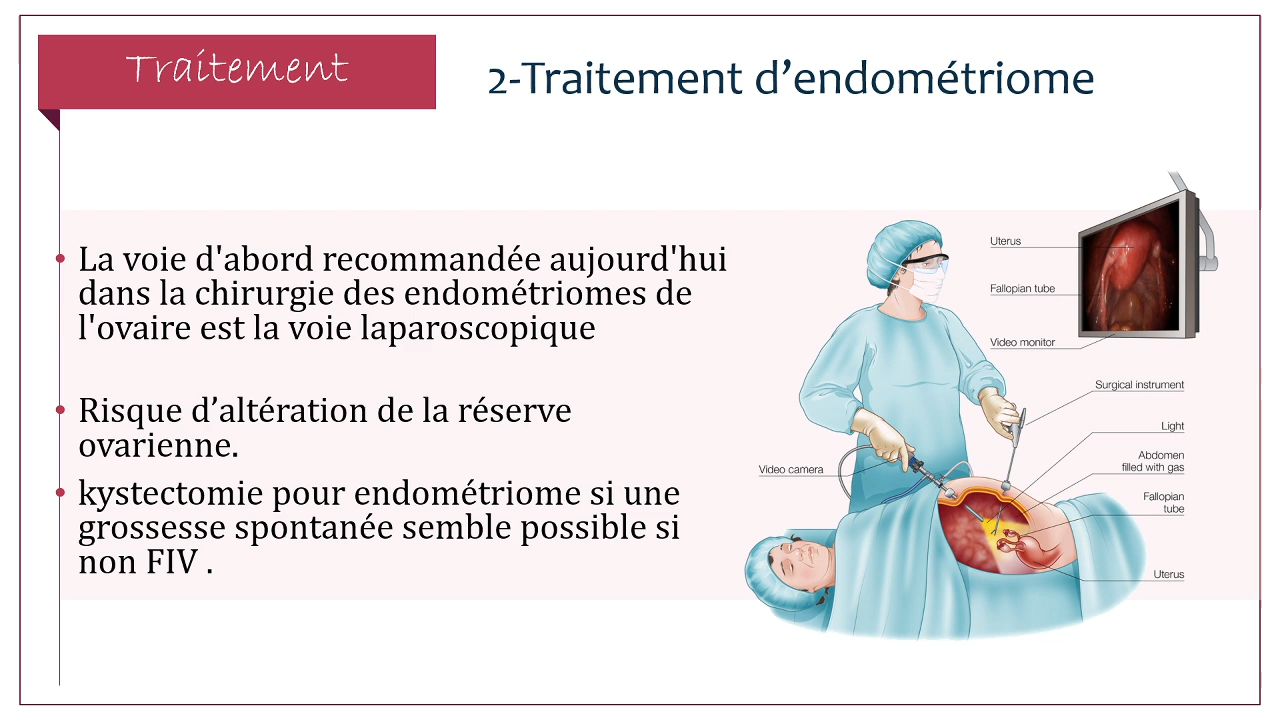 Traitement
2-Traitement d’endométriome
• La voie d'abord recommandée aujourd'hui
dans la chirurgie des endométriomes de
l'ovaire est la voie laparoscopique
• Risque d’altération de la réserve
ovarienne.
• kystectomie pour endométriome si une
grossesse spontanée semble possible si
non FIV .
Uterus
Fallopian tube
Video monitor
Surgical instrument
Light
Abdomen
filled with gas
Video camera
Fallopian
tube
Uterus